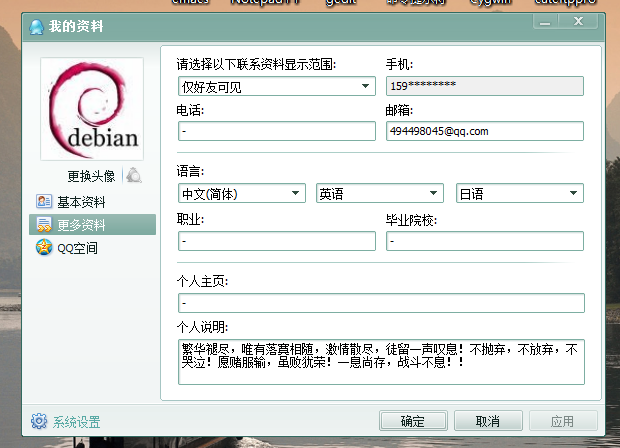 emacs Notepad++ gedit 命令提示符 cygwin cuteftppro
我的资料
debian
更换头像
基本资料
更多资料
QQ空间
系统设置
请选择以下联系资料显示范围: 手机:
仅好友可见 159********
电话: 邮箱:
- 494498045@qq.com
语言:
中文(简体) 英语 日语
职业: 毕业院校:
- -
个人主页:
-
个人说明:
繁华褪尽，唯有落寞相随，激情散尽，徒留一声叹息！不抛弃，不放弃，不
哭泣！愿赌服输，虽败犹荣！一息尚存，战斗不息！！
确定 取消 应用